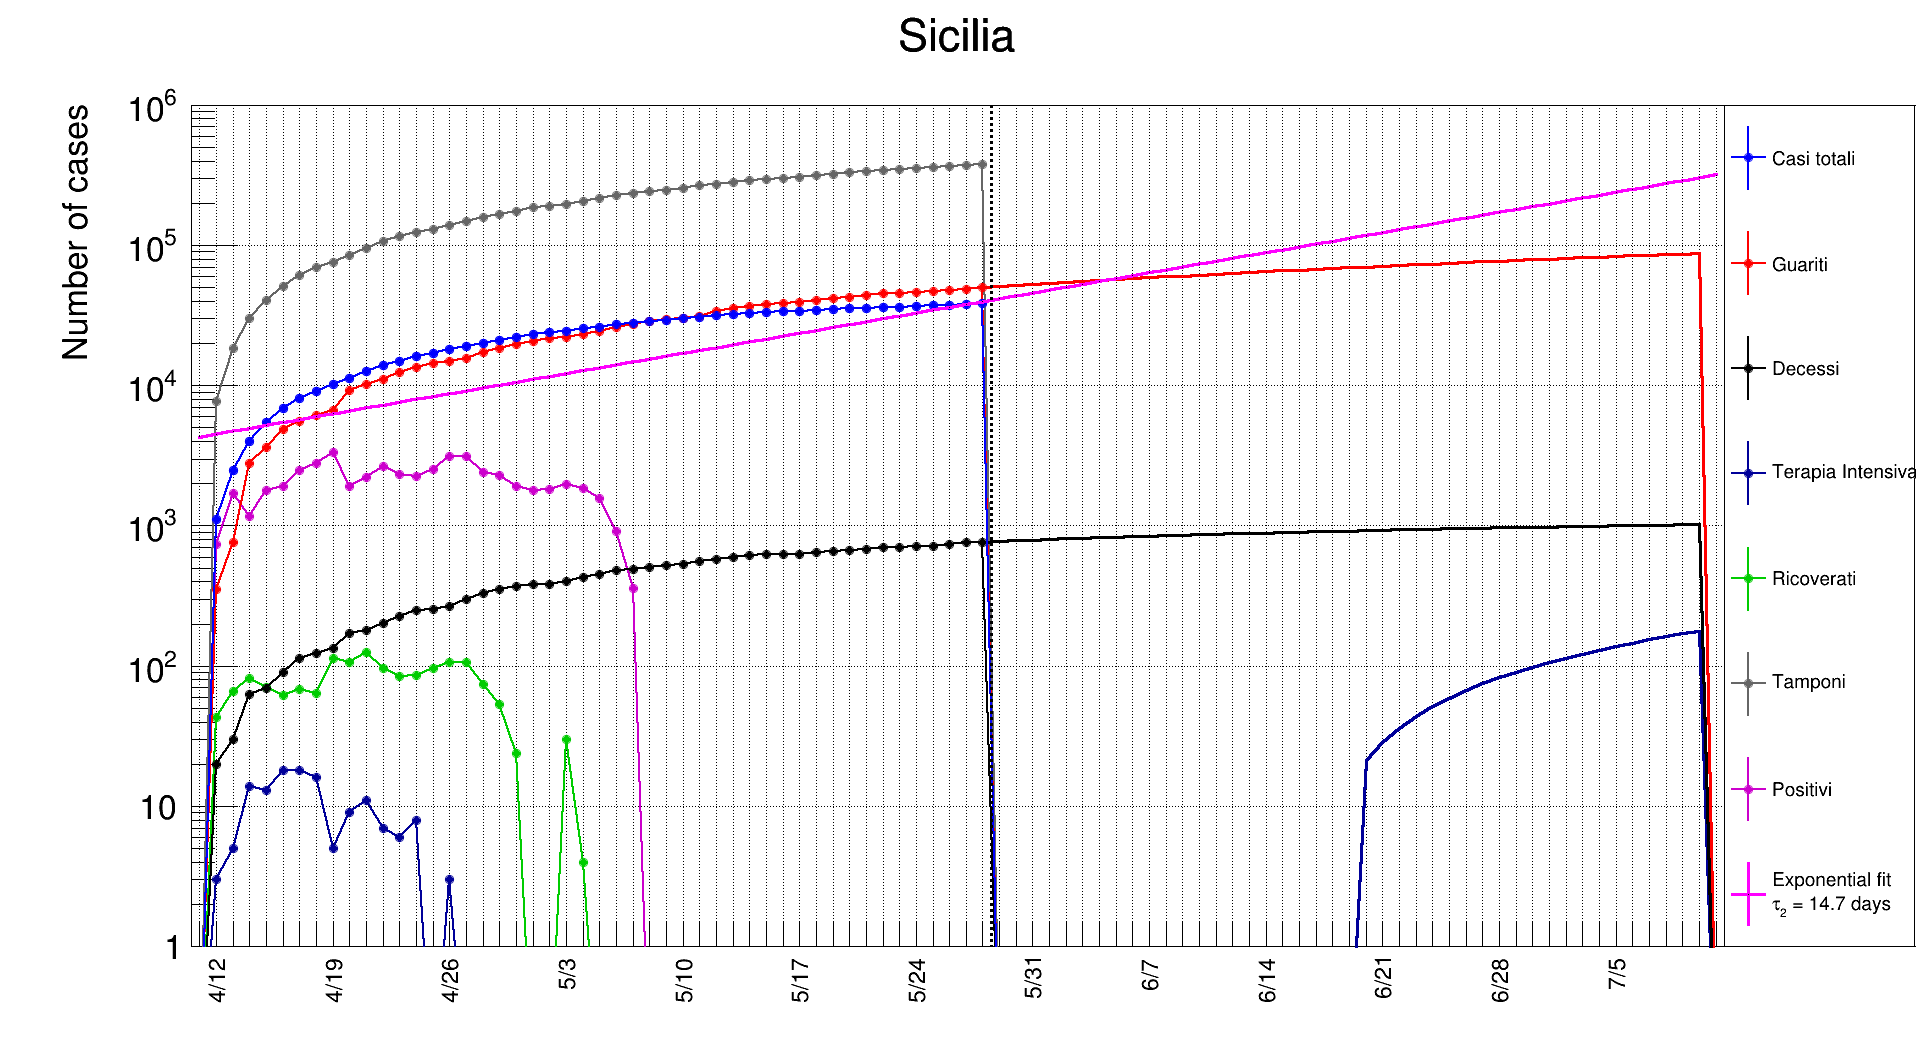 Sicilia
Number of cases
10^6
10^5
10^4
10^3
10^2
10
1
4/12
4/19
4/26
5/3
5/10
5/17
5/24
5/31
6/7
6/14
6/21
6/28
7/5
Casi totali
Guariti
Decessi
Terapia Intensiva
Ricoverati
Tamponi
Positivi
Exponential fit
τ₂ = 14.7 days